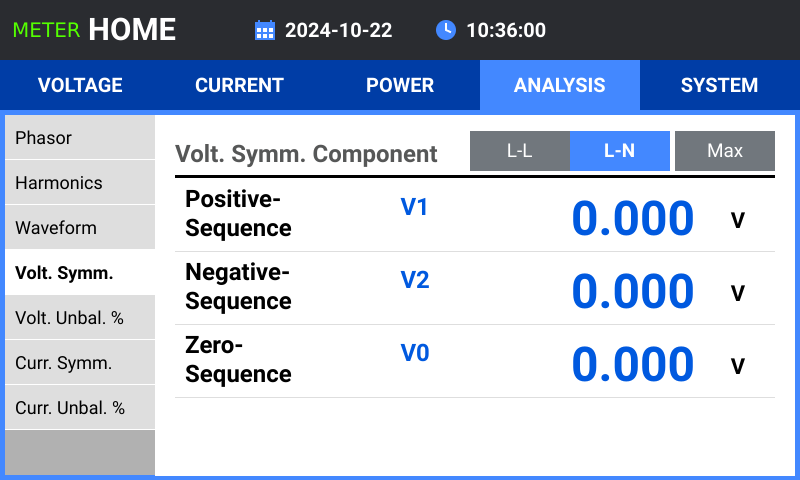 METER HOME 2024-10-22 10:36:00
VOLTAGE CURRENT POWER ANALYSIS SYSTEM
Phasor
Harmonics
Waveform
Volt. Symm.
Volt. Unbal. %
Curr. Symm.
Curr. Unbal. %
Volt. Symm. Component L-L L-N Max
Positive-
Sequence V1 0.000 V
Negative-
Sequence V2 0.000 V
Zero-
Sequence V0 0.000 V